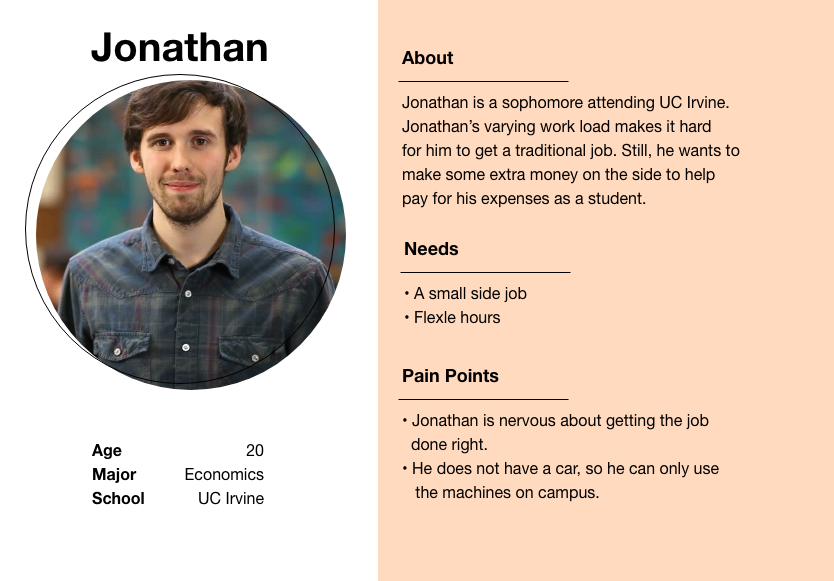 Jonathan
Age 20
Major Economics
School UC Irvine
About
Jonathan is a sophomore attending UC Irvine.
Jonathan’s varying work load makes it hard
for him to get a traditional job. Still, he wants to
make some extra money on the side to help
pay for his expenses as a student.
Needs
• A small side job
• Flexle hours
Pain Points
• Jonathan is nervous about getting the job
done right.
• He does not have a car, so he can only use
the machines on campus.